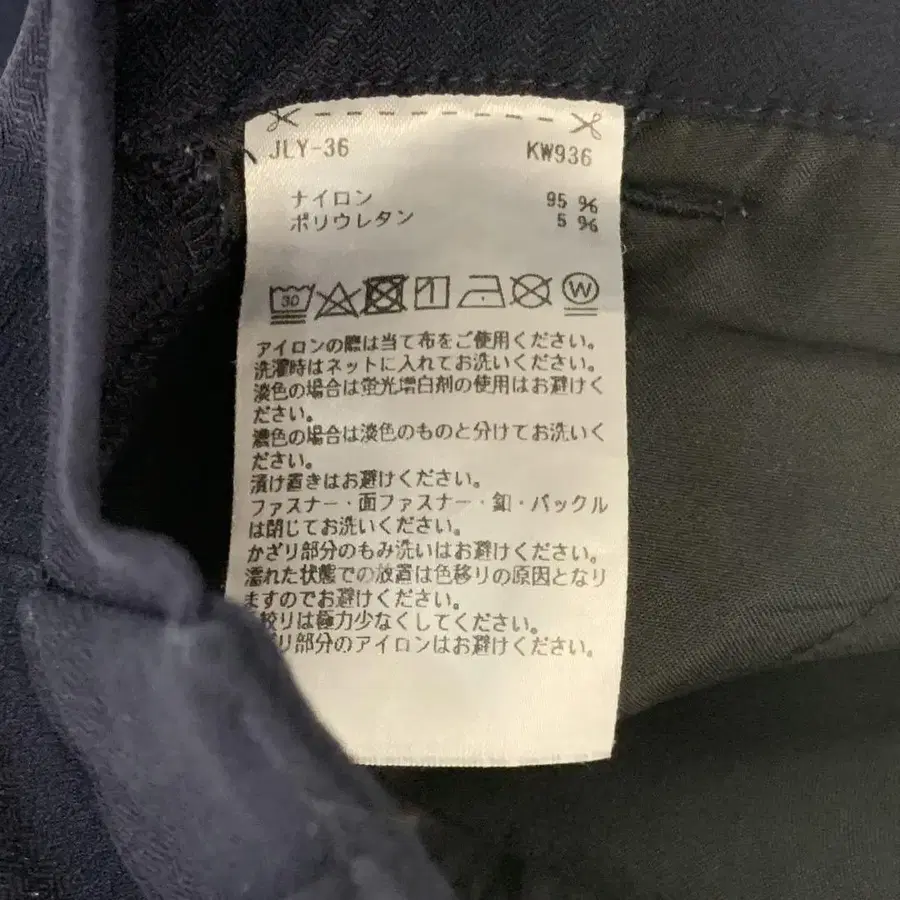 JLY-36 KW936
ナイロン 95 %
ポリウレタン 5 %
30 W
アイロンの際は当て布をご使用ください。
洗濯時はネットに入れてお洗いください。
淡色の場合は蛍光増白剤の使用はお避けく
ださい。
濃色の場合は淡色のものと分けてお洗いく
ださい。
漬け置きはお避けください。
ファスナー・面ファスナー・釦・バックル
は閉じてお洗いください。
かざり部分のもみ洗いはお避けください。
濡れた状態での放置は色移りの原因となり
ますのでお避けください。
絞りは極力少なくしてください。
ざり部分のアイロンはお避けください。